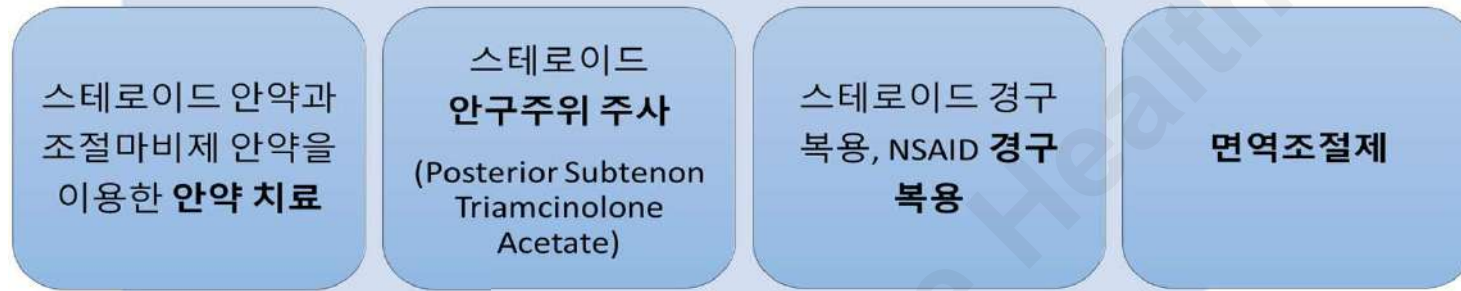 스테로이드 안약과
조절마비제 안약을
이용한 안약 치료
스테로이드
안구주위 주사
(Posterior Subtenon
Triamcinolone
Acetate)
스테로이드 경구
복용, NSAID 경구
복용
면역조절제
Health